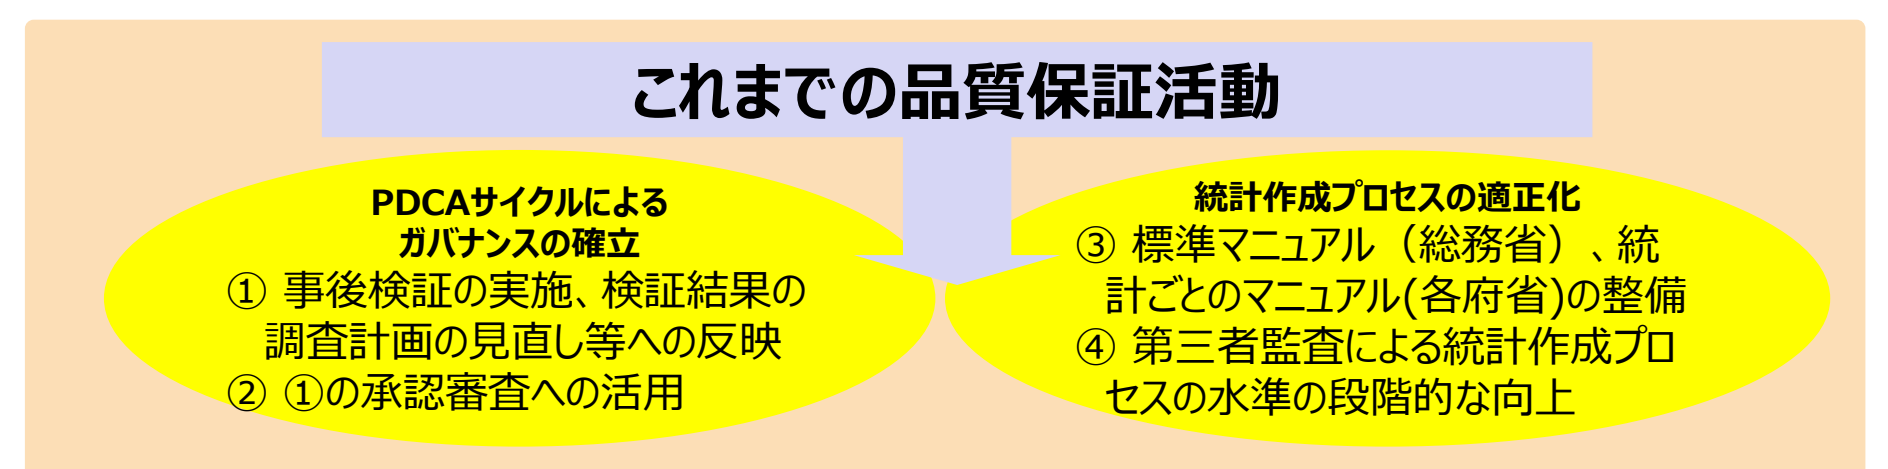 これまでの品質保証活動
PDCAサイクルによる
ガバナンスの確立
① 事後検証の実施、検証結果の
調査計画の見直し等への反映
② ①の承認審査への活用
統計作成プロセスの適正化
③ 標準マニュアル（総務省）、統
計ごとのマニュアル(各府省)の整備
④ 第三者監査による統計作成プロ
セスの水準の段階的な向上